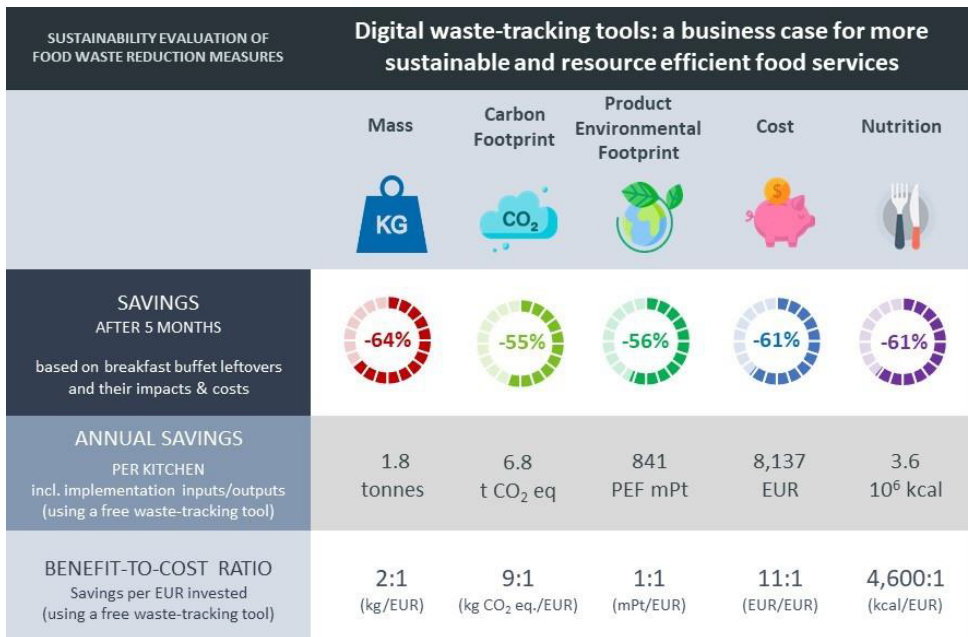 SUSTAINABILITY EVALUATION OF
FOOD WASTE REDUCTION MEASURES
Digital waste-tracking tools: a business case for more
sustainable and resource efficient food services
Mass
Carbon
Footprint
Product
Environmental
Footprint
Cost
Nutrition
KG
CO₂
$
SAVINGS
AFTER 5 MONTHS
based on breakfast buffet leftovers
and their impacts & costs
-64%
-55%
-56%
-61%
-61%
ANNUAL SAVINGS
PER KITCHEN
incl. implementation inputs/outputs
(using a free waste-tracking tool)
1.8
tonnes
6.8
t CO₂ eq
841
PEF mPt
8,137
EUR
3.6
10⁶ kcal
BENEFIT-TO-COST RATIO
Savings per EUR invested
(using a free waste-tracking tool)
2:1
(kg/EUR)
9:1
(kg CO₂ eq./EUR)
1:1
(mPt/EUR)
11:1
(EUR/EUR)
4,600:1
(kcal/EUR)